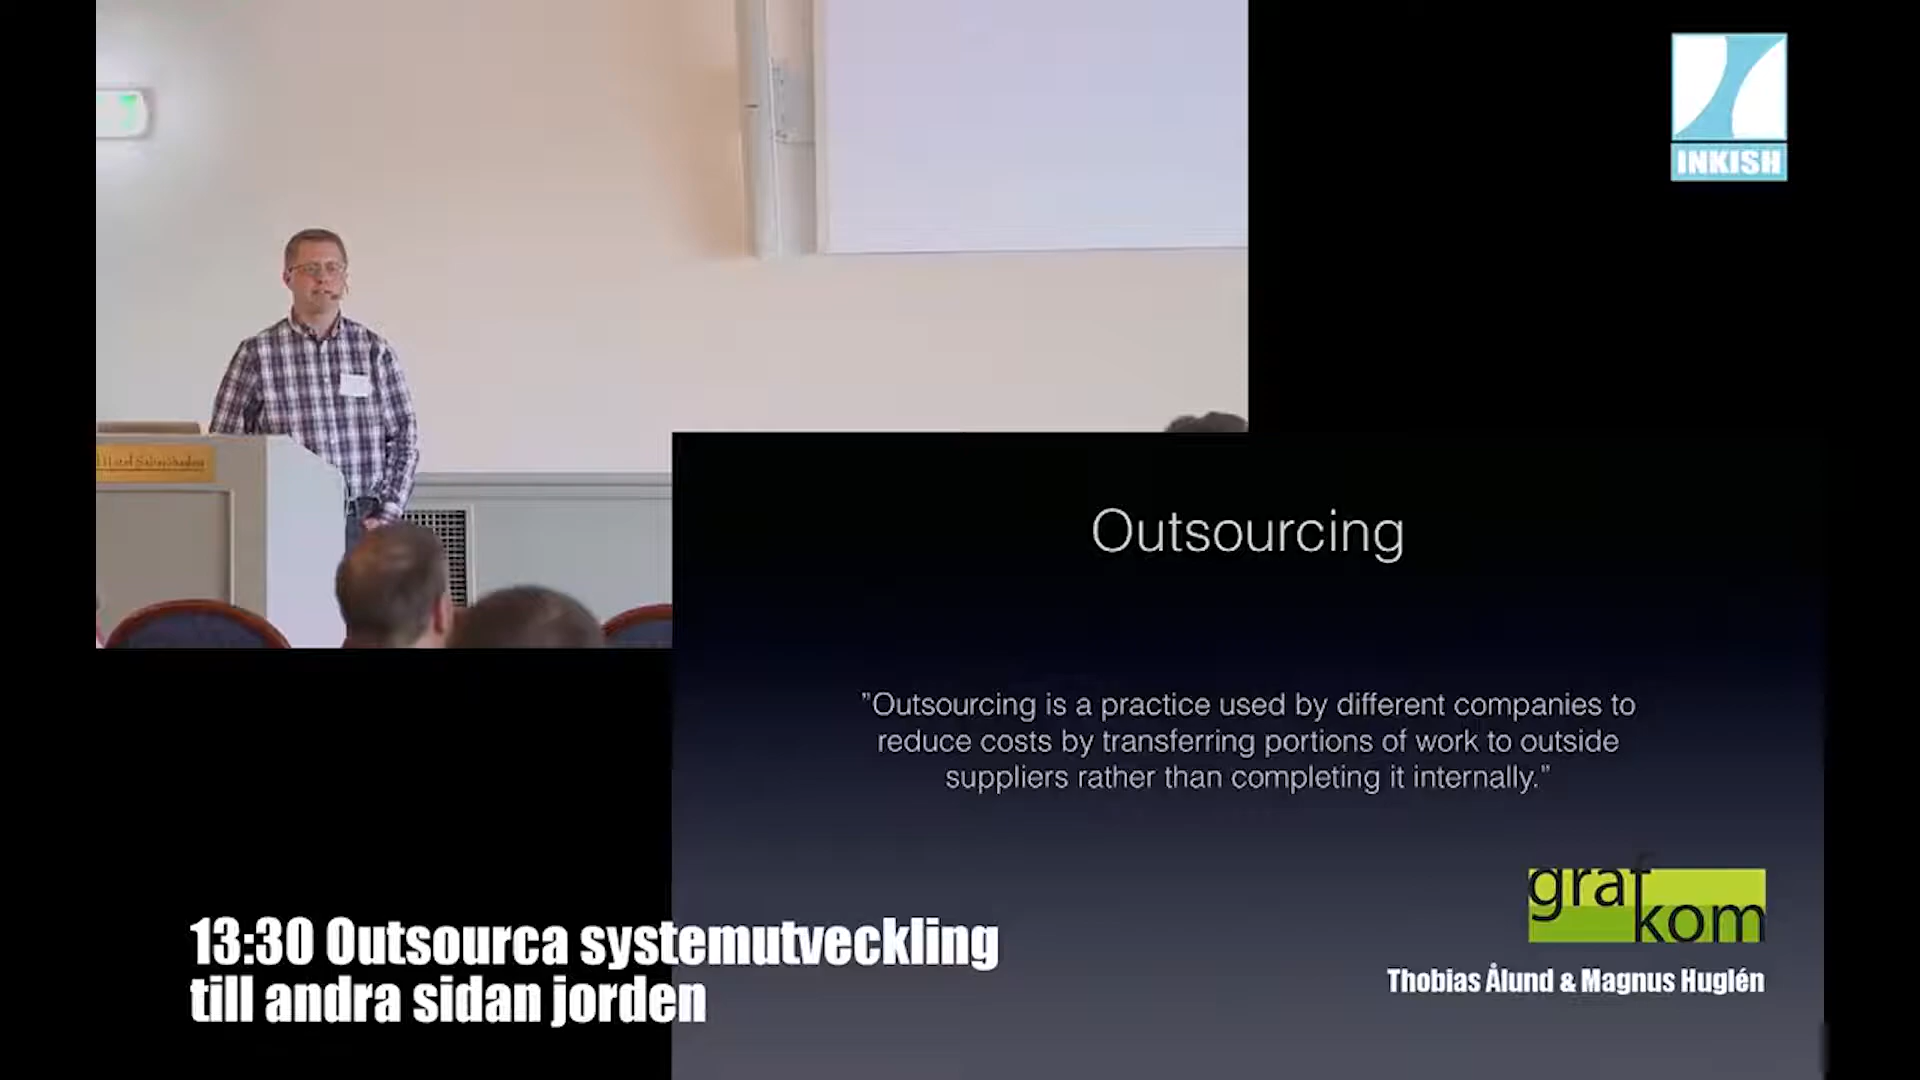 INKISH
Outsourcing
"Outsourcing is a practice used by different companies to
reduce costs by transferring portions of work to outside
suppliers rather than completing it internally."
graf
kom
13:30 Outsourca systemutveckling
till andra sidan jorden
Thobias Ålund & Magnus Huglén